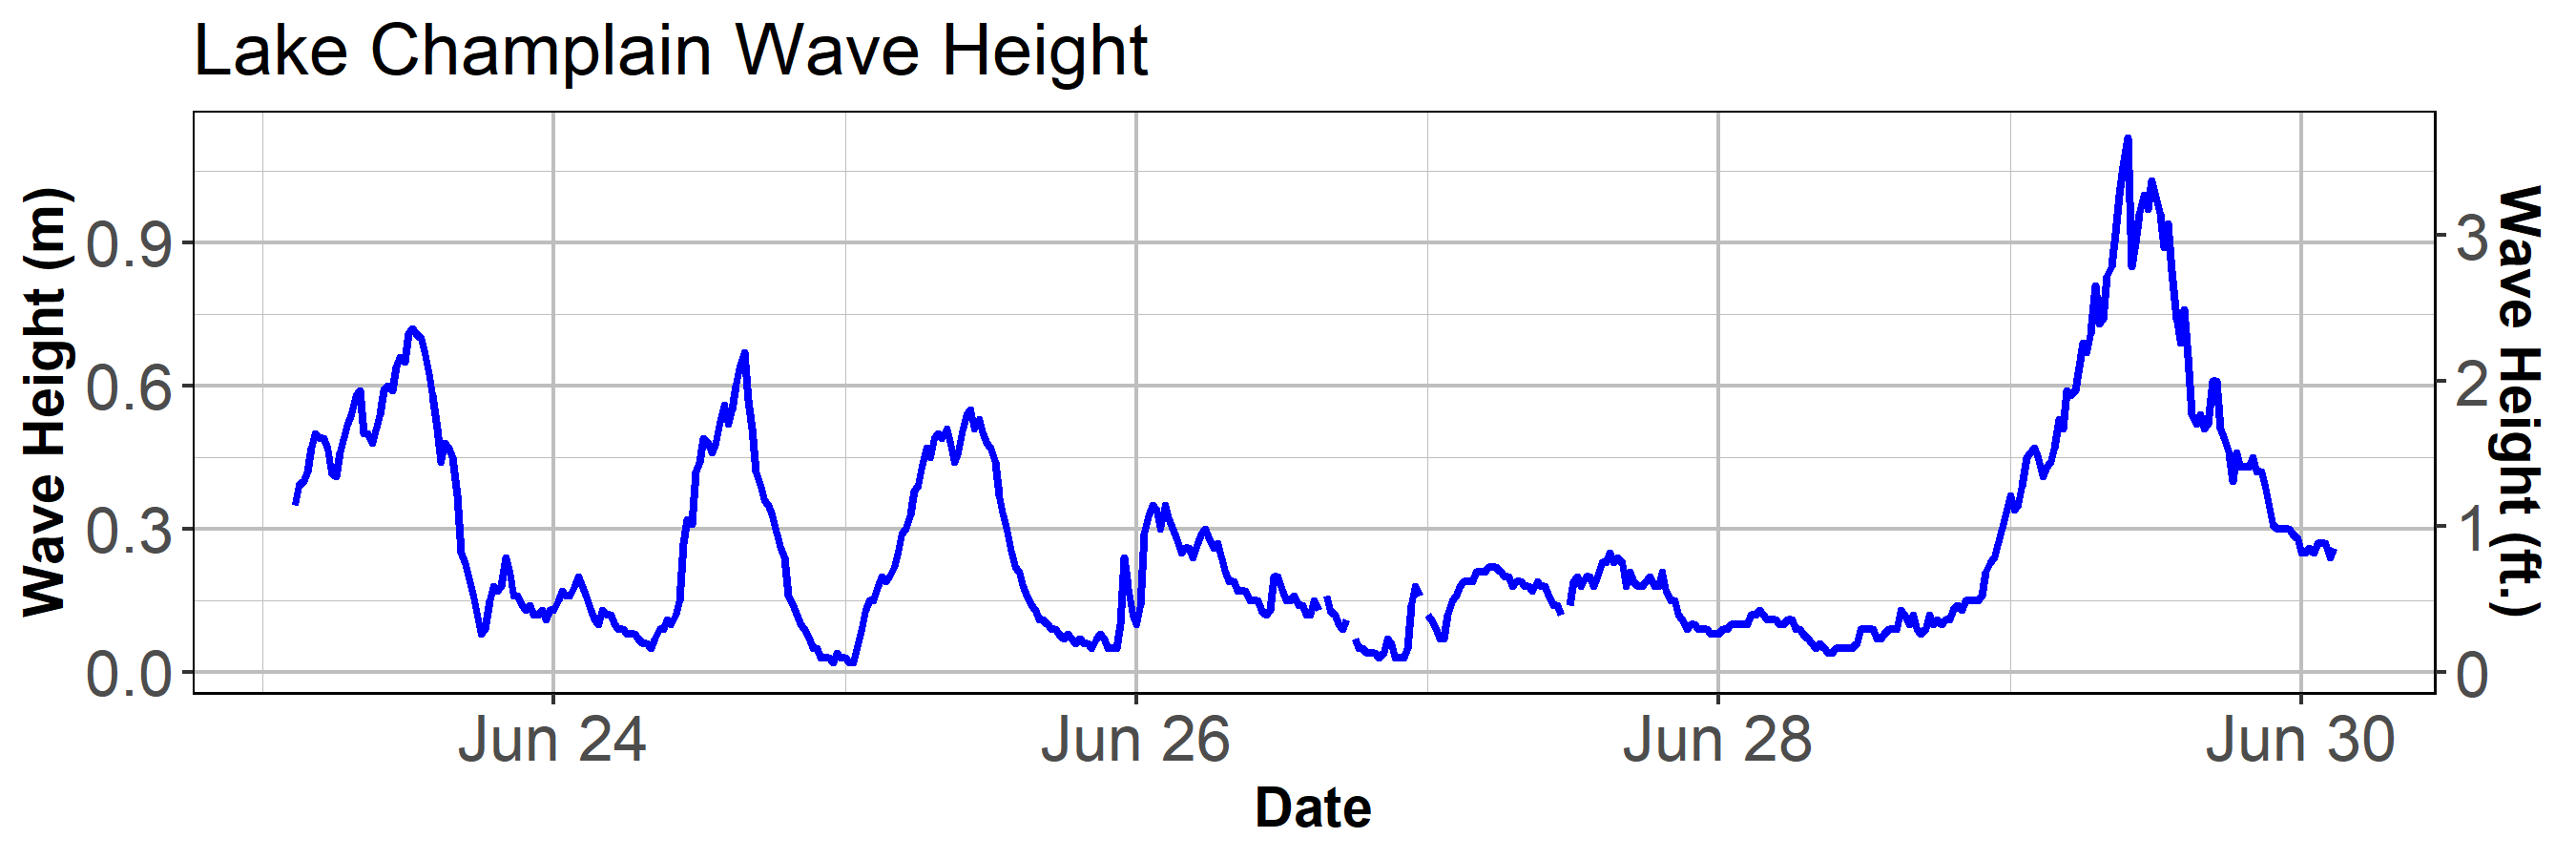 Lake Champlain Wave Height
Wave Height (m)
0.9
0.6
0.3
0.0
3
2
1
0
Wave Height (ft.)
Jun 24 Jun 26 Jun 28 Jun 30
Date